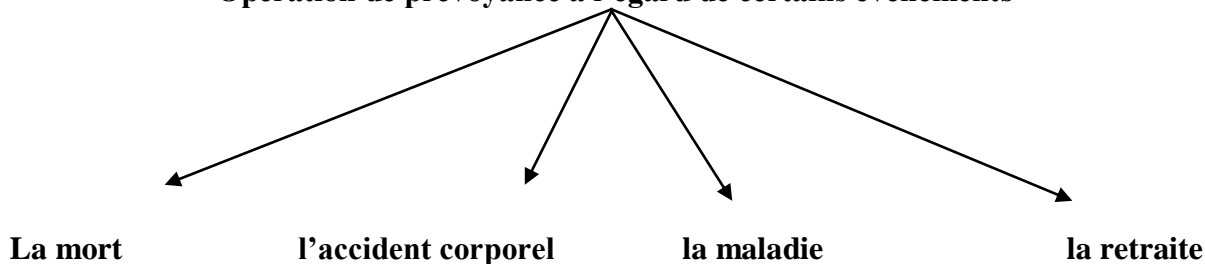 Opération de prévoyance à l’égard de certains événements
La mort l’accident corporel la maladie la retraite